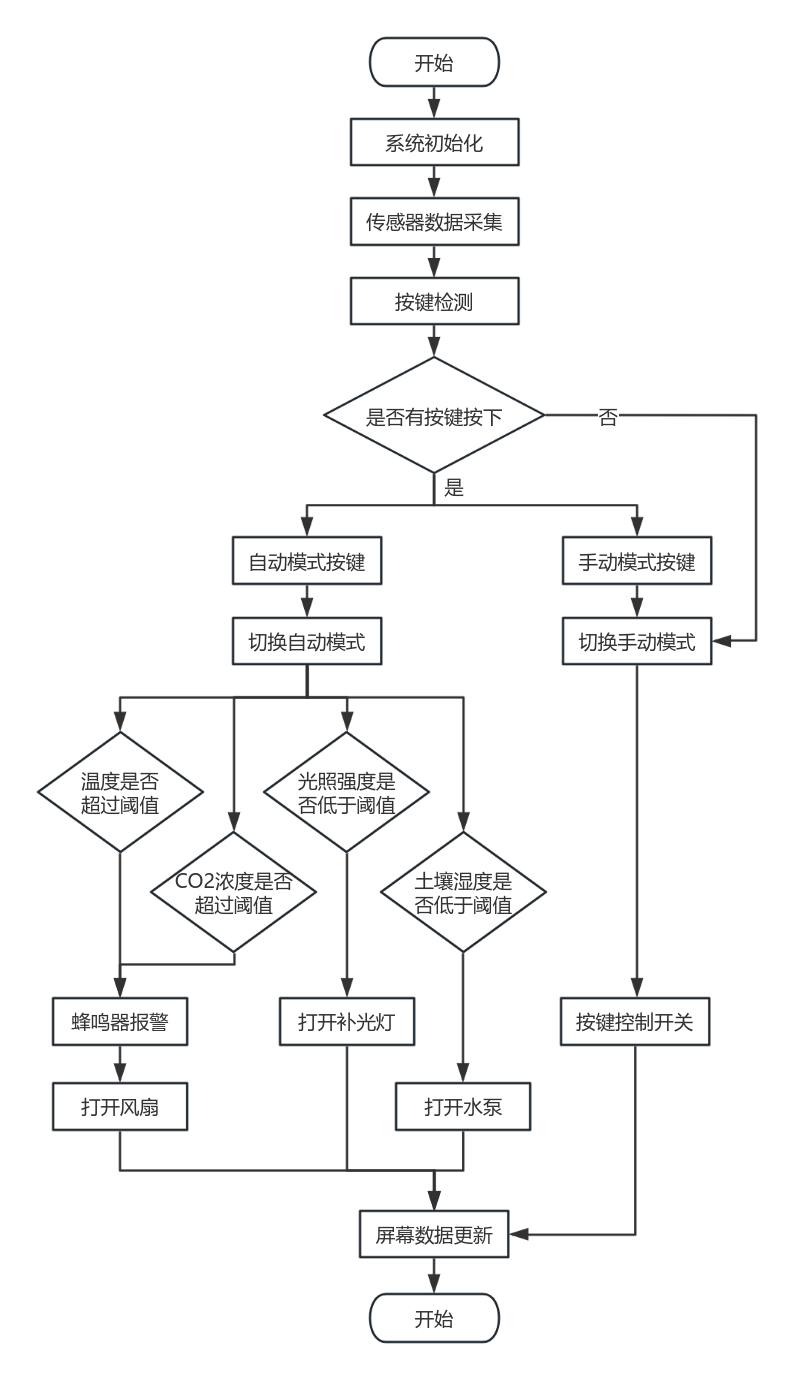 开始
系统初始化
传感器数据采集
按键检测
是否有按键按下
否
是
自动模式按键
手动模式按键
切换自动模式
切换手动模式
温度是否
超过阈值
光照强度是
否低于阈值
CO2浓度是否
超过阈值
土壤湿度是
否低于阈值
蜂鸣器报警
打开补光灯
按键控制开关
打开风扇
打开水泵
屏幕数据更新
开始